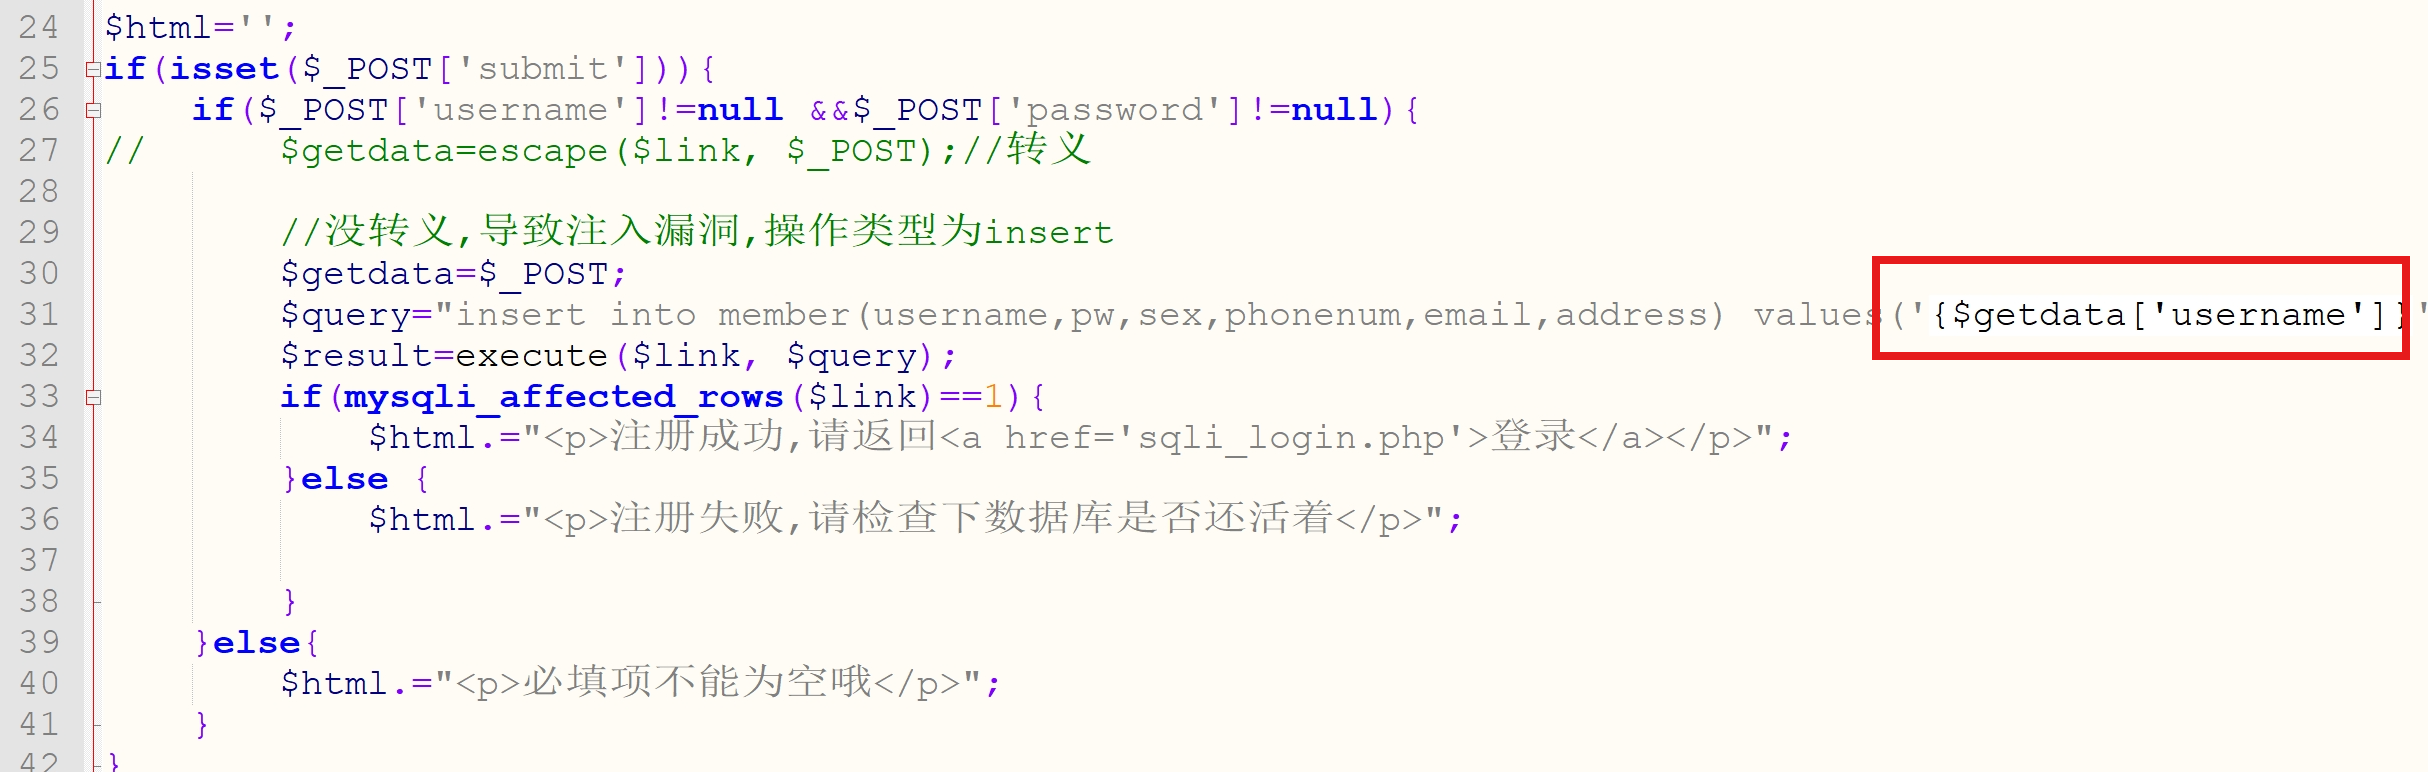 24 $html='';
25 if(isset($_POST['submit'])){
26 if($_POST['username']!=null &&$_POST['password']!=null){
27 // $getdata=escape($link, $_POST);//转义
28
29 //没转义,导致注入漏洞,操作类型为insert
30 $getdata=$_POST;
31 $query="insert into member(username,pw,sex,phonenum,email,address) values('{$getdata['username']}'
32 $result=execute($link, $query);
33 if(mysqli_affected_rows($link)==1){
34 $html.="<p>注册成功,请返回<a href='sqli_login.php'>登录</a></p>";
35 }else {
36 $html.="<p>注册失败,请检查下数据库是否还活着</p>";
37
38 }
39 }else{
40 $html.="<p>必填项不能为空哦</p>";
41 }
42 }